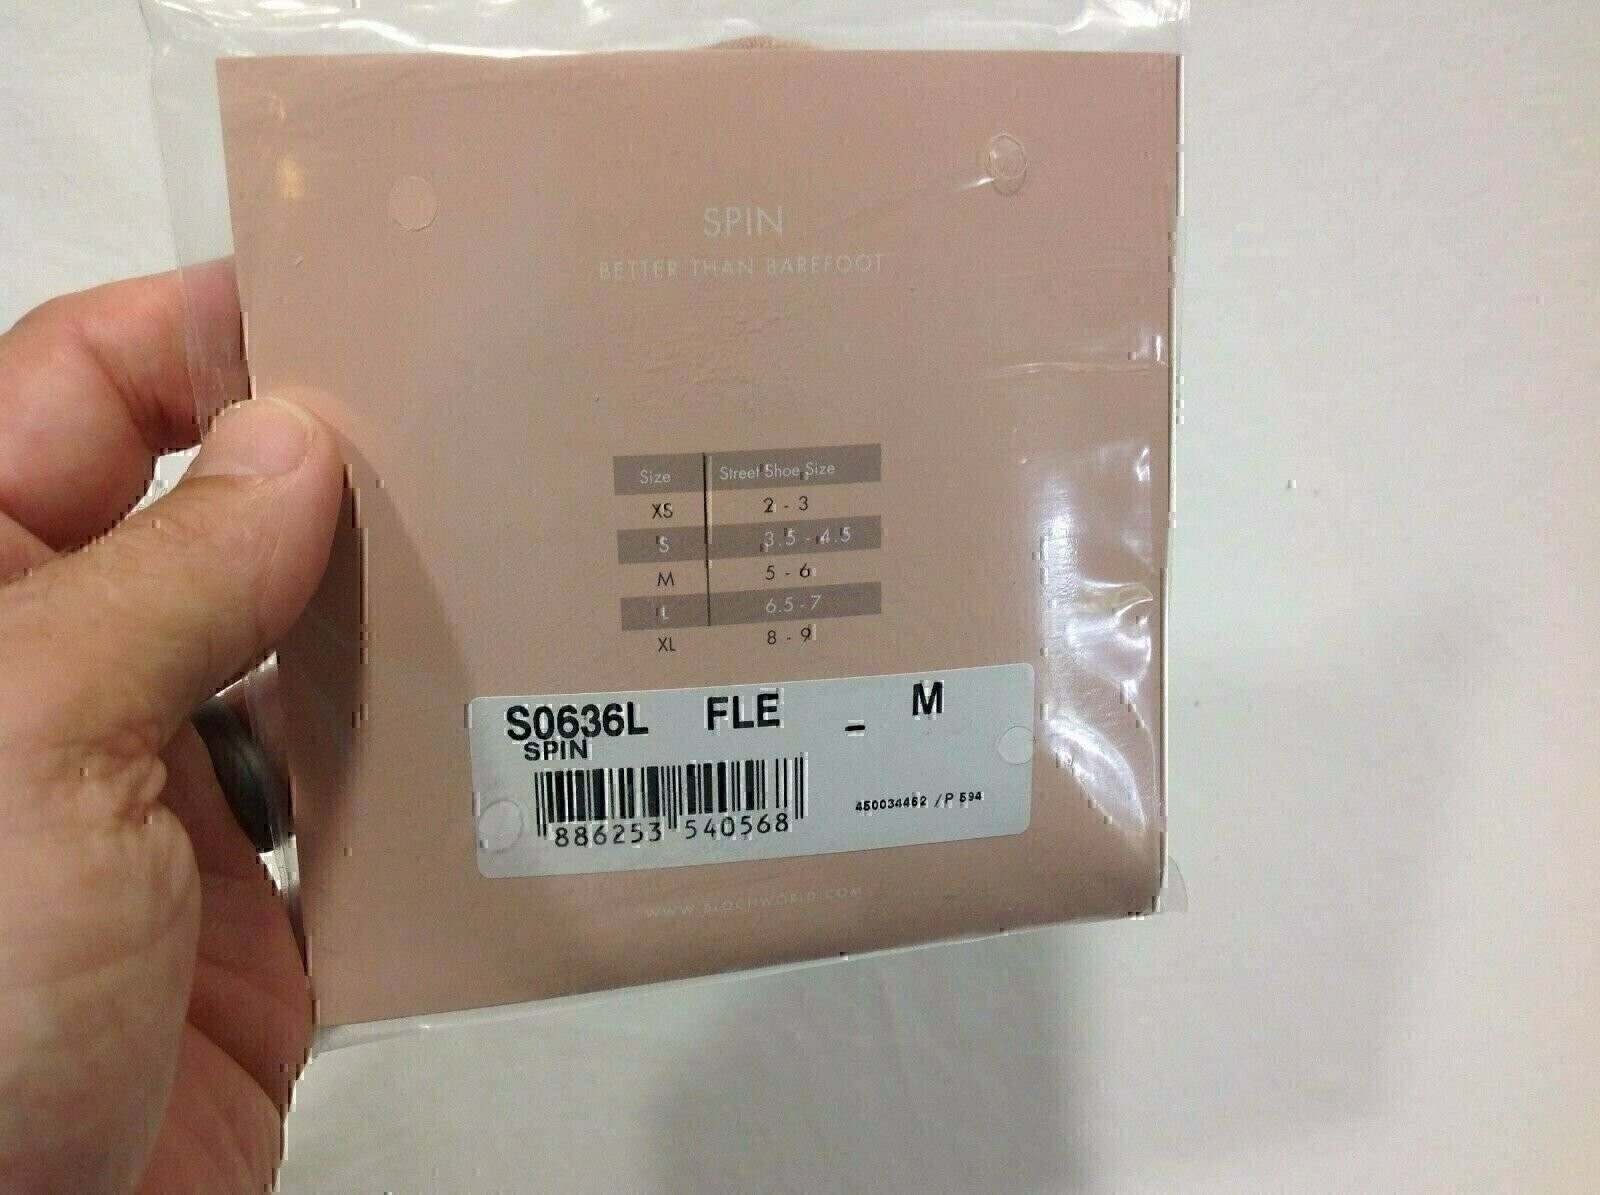 SPIN
BETTER THAN BAREFOOT
Size Street Shoe Size
XS 2 - 3
S 3.5 - 4.5
M 5 - 6
L 6.5 - 7
XL 8 - 9
S0636L FLE _ M
SPIN
450034462 /P 594
886253 540568
WWW.BLOCHWORLD.COM